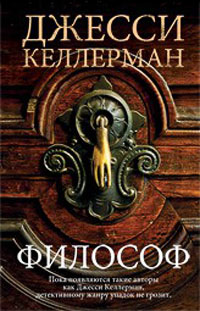 ДЖЕССИ
КЕЛЛЕРМАН
ФИЛОСОФ
Пока появляются такие авторы
как Джесси Келлерман,
детективному жанру упадок не грозит.